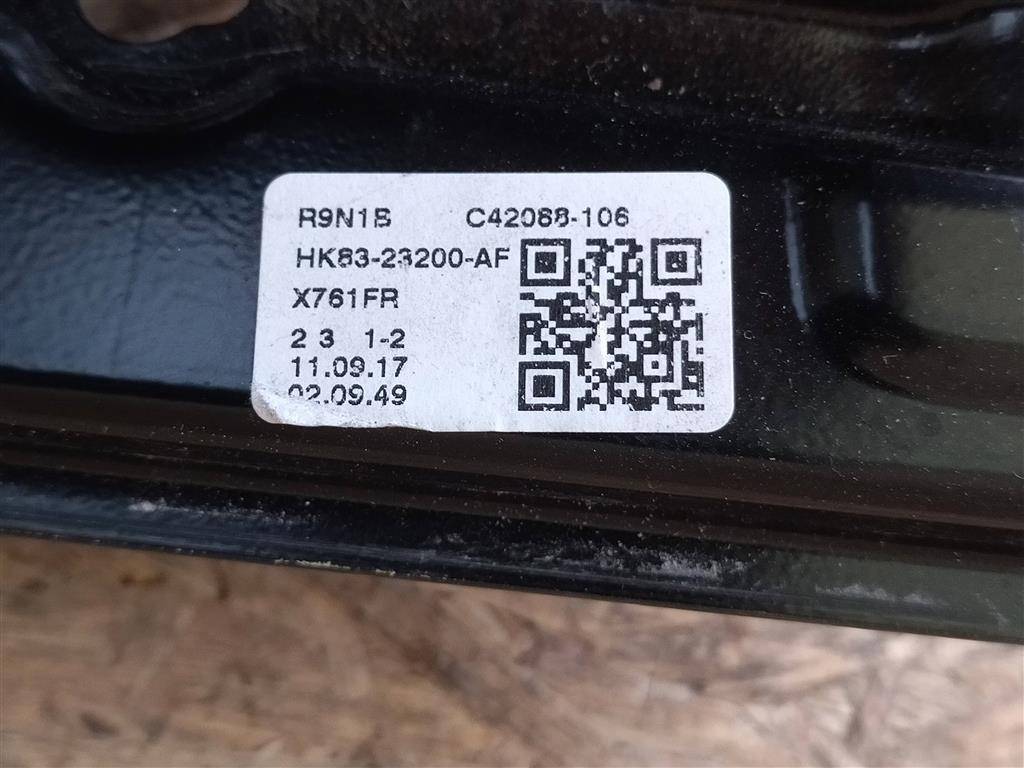 R9N1B C42088-106
HK83-23200-AF
X761FR
2 3 1-2
11.09.17
02.09.49